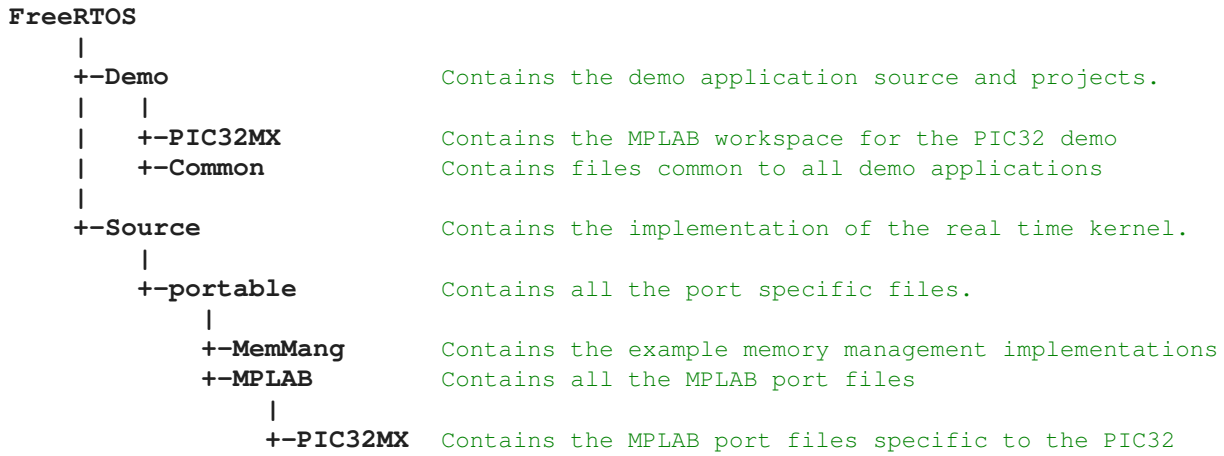 FreeRTOS
|
+-Demo Contains the demo application source and projects.
| |
| +-PIC32MX Contains the MPLAB workspace for the PIC32 demo
| +-Common Contains files common to all demo applications
|
+-Source Contains the implementation of the real time kernel.
|
+-portable Contains all the port specific files.
|
+-MemMang Contains the example memory management implementations
+-MPLAB Contains all the MPLAB port files
|
+-PIC32MX Contains the MPLAB port files specific to the PIC32